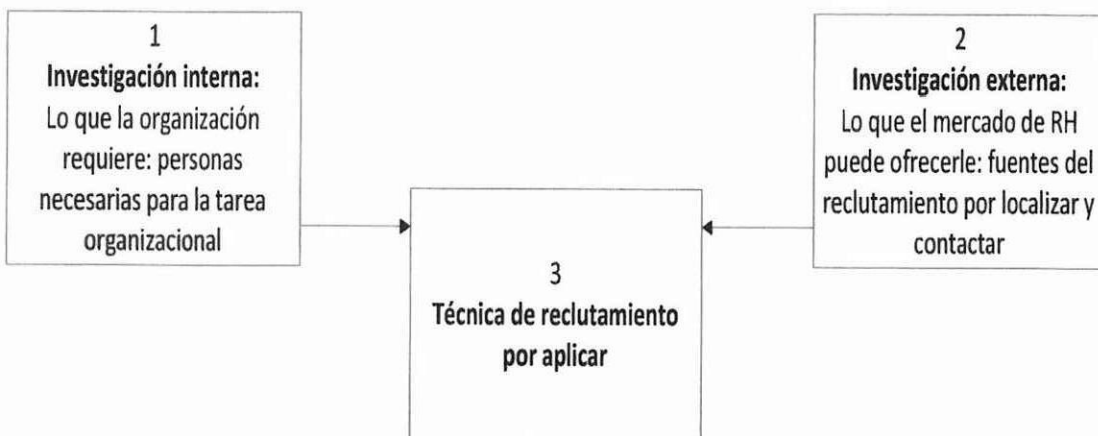 1
Investigación interna:
Lo que la organización
requiere: personas
necesarias para la tarea
organizacional
2
Investigación externa:
Lo que el mercado de RH
puede ofrecerle: fuentes del
reclutamiento por localizar y
contactar
3
Técnica de reclutamiento
por aplicar